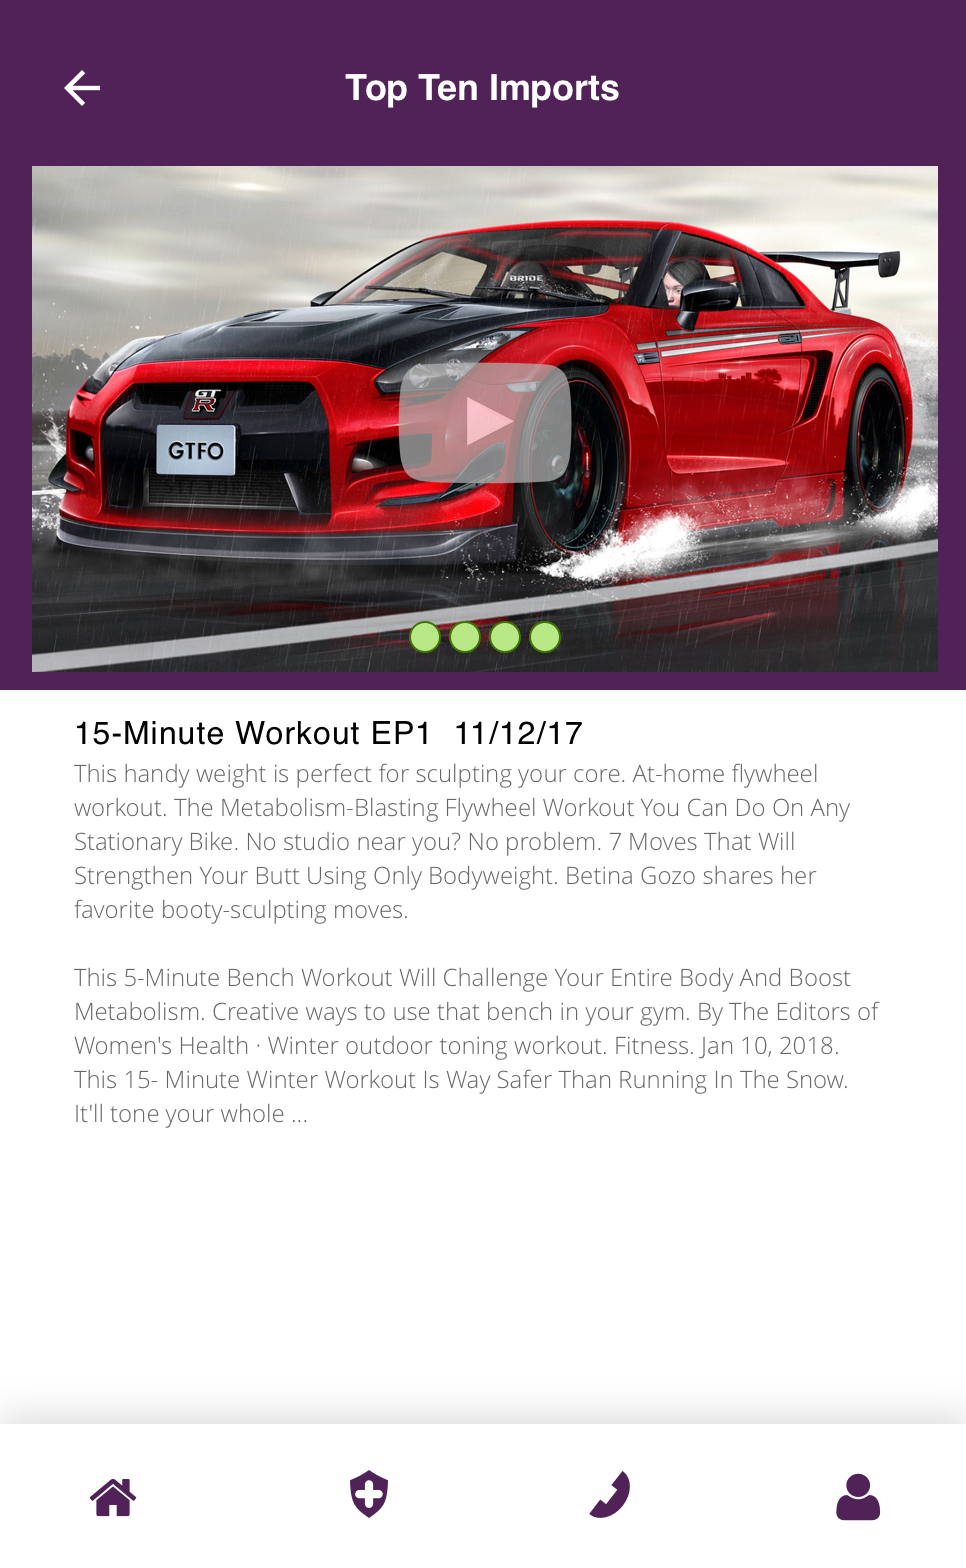 Top Ten Imports
BRIDE
GT
R
GTFO
15-Minute Workout EP1 11/12/17
This handy weight is perfect for sculpting your core. At-home flywheel
workout. The Metabolism-Blasting Flywheel Workout You Can Do On Any
Stationary Bike. No studio near you? No problem. 7 Moves That Will
Strengthen Your Butt Using Only Bodyweight. Betina Gozo shares her
favorite booty-sculpting moves.
This 5-Minute Bench Workout Will Challenge Your Entire Body And Boost
Metabolism. Creative ways to use that bench in your gym. By The Editors of
Women's Health · Winter outdoor toning workout. Fitness. Jan 10, 2018.
This 15- Minute Winter Workout Is Way Safer Than Running In The Snow.
It'll tone your whole ...